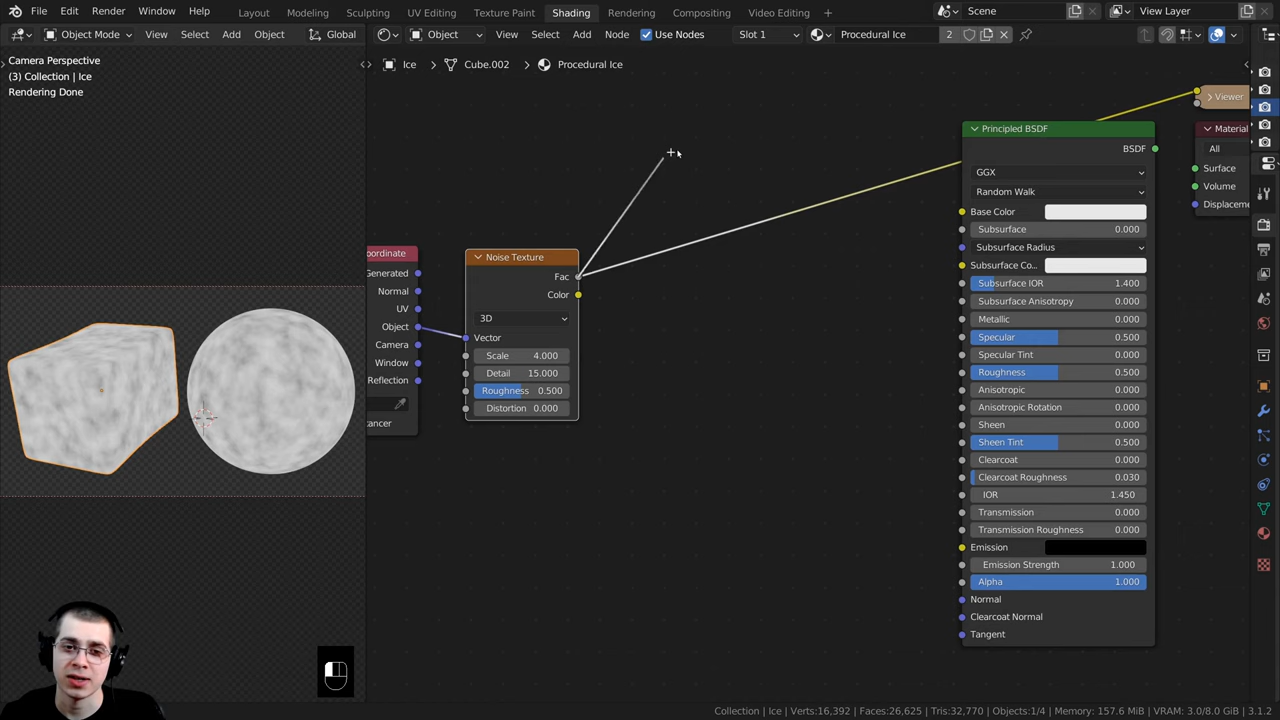 File Edit Render Window Help Layout Modeling Sculpting UV Editing Texture Paint Shading Rendering Compositing Video Editing Scene View Layer
Object Mode View Select Add Object Global Object View Select Add Node Use Nodes Slot 1 Procedural Ice 2
Camera Perspective
(3) Collection | Ice
Rendering Done
Ice Cube.002 Procedural Ice
Viewer
Principled BSDF
BSDF
GGX
Random Walk
Base Color
Subsurface 0.000
Subsurface Radius
Subsurface Co...
Subsurface IOR 1.400
Subsurface Anisotropy 0.000
Metallic 0.000
Specular 0.500
Specular Tint 0.000
Roughness 0.500
Anisotropic 0.000
Anisotropic Rotation 0.000
Sheen 0.000
Sheen Tint 0.500
Clearcoat 0.000
Clearcoat Roughness 0.030
IOR 1.450
Transmission 0.000
Transmission Roughness 0.000
Emission
Emission Strength 1.000
Alpha 1.000
Normal
Clearcoat Normal
Tangent
Material
All
Surface
Volume
Displaceme
oordinate
Generated
Normal
UV
Object
Camera
Window
Reflection
tancer
Noise Texture
Fac
Color
3D
Vector
Scale 4.000
Detail 15.000
Roughness 0.500
Distortion 0.000
Collection | Ice Verts:16,392 Faces:26,625 Tris:32,770 Objects:1/4 Memory: 157.6 MiB VRAM: 3.0/8.0 GiB 3.1.2